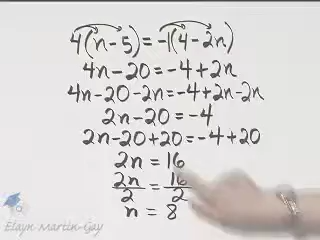 4(n-5)=-1(4-2n)
4n-20=-4+2n
4n-20-2n=-4+2n-2n
2n-20=-4
2n-20+20=-4+20
2n=16
2n/2=16/2
n=8
Elayn Martin-Gay